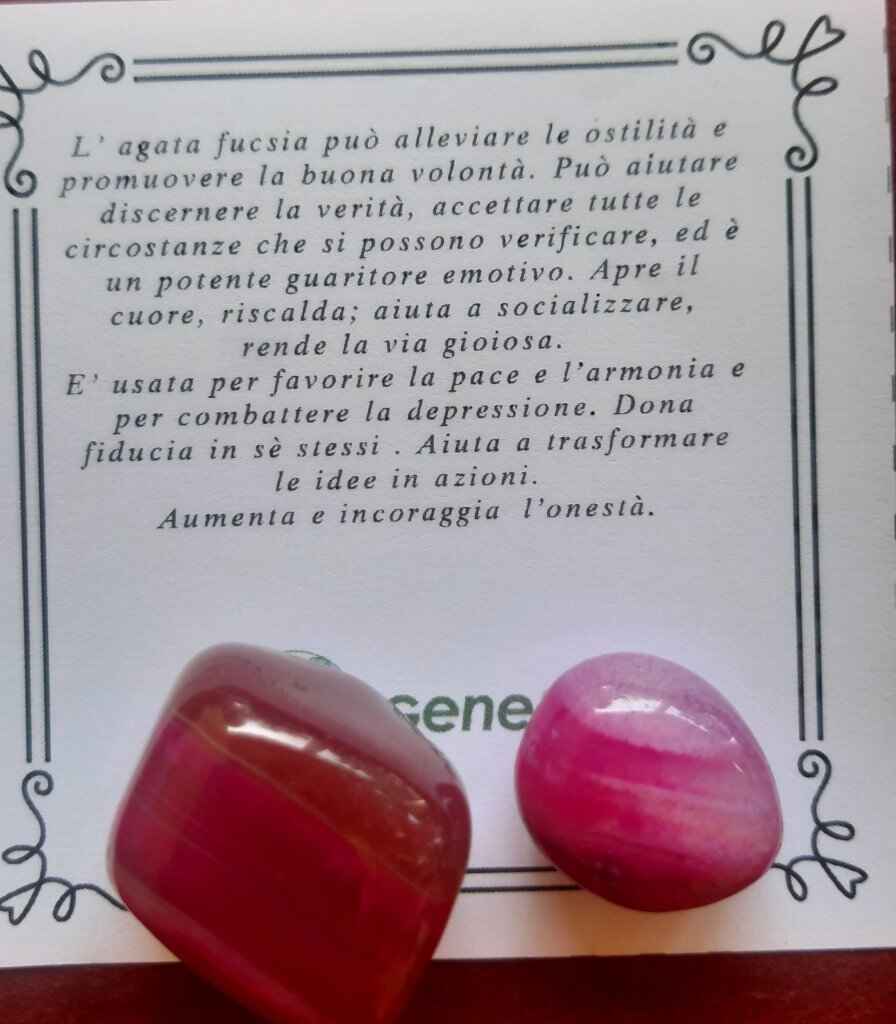 L' agata fucsia può alleviare le ostilità e
promuovere la buona volontà. Può aiutare
discernere la verità, accettare tutte le
circostanze che si possono verificare, ed è
un potente guaritore emotivo. Apre il
cuore, riscalda; aiuta a socializzare,
rende la via gioiosa.
E' usata per favorire la pace e l'armonia e
per combattere la depressione. Dona
fiducia in sè stessi . Aiuta a trasformare
le idee in azioni.
Aumenta e incoraggia l'onestà.